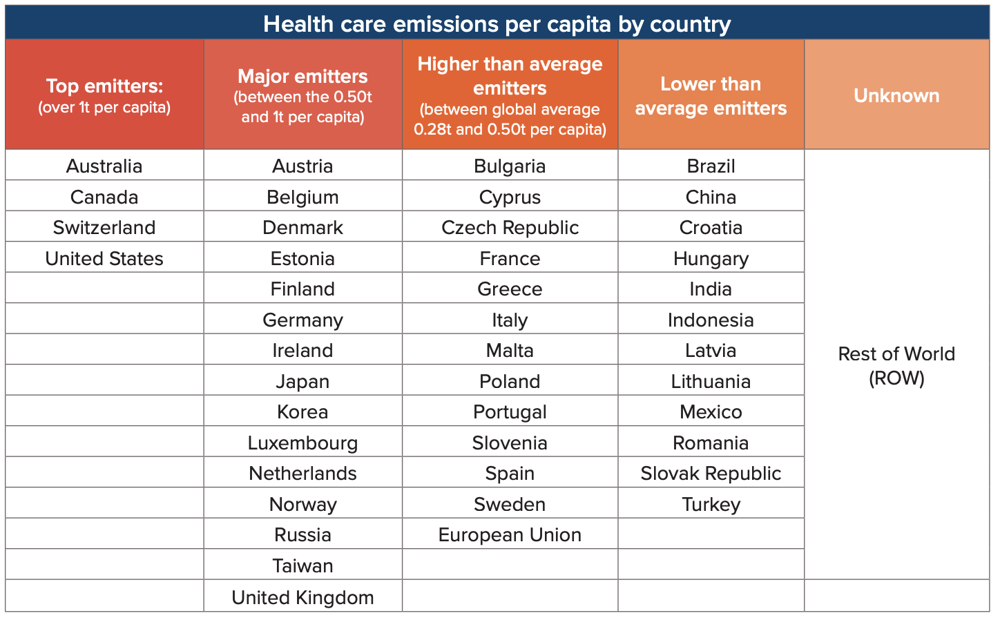 Health care emissions per capita by country
Top emitters:
(over 1t per capita)
Major emitters
(between the 0.50t
and 1t per capita)
Higher than average
emitters
(between global average
0.28t and 0.50t per capita)
Lower than
average emitters
Unknown
Australia
Austria
Bulgaria
Brazil
Canada
Belgium
Cyprus
China
Switzerland
Denmark
Czech Republic
Croatia
United States
Estonia
France
Hungary
Finland
Greece
India
Germany
Italy
Indonesia
Ireland
Malta
Latvia
Rest of World
(ROW)
Japan
Poland
Lithuania
Korea
Portugal
Mexico
Luxembourg
Slovenia
Romania
Netherlands
Spain
Slovak Republic
Norway
Sweden
Turkey
Russia
European Union
Taiwan
United Kingdom